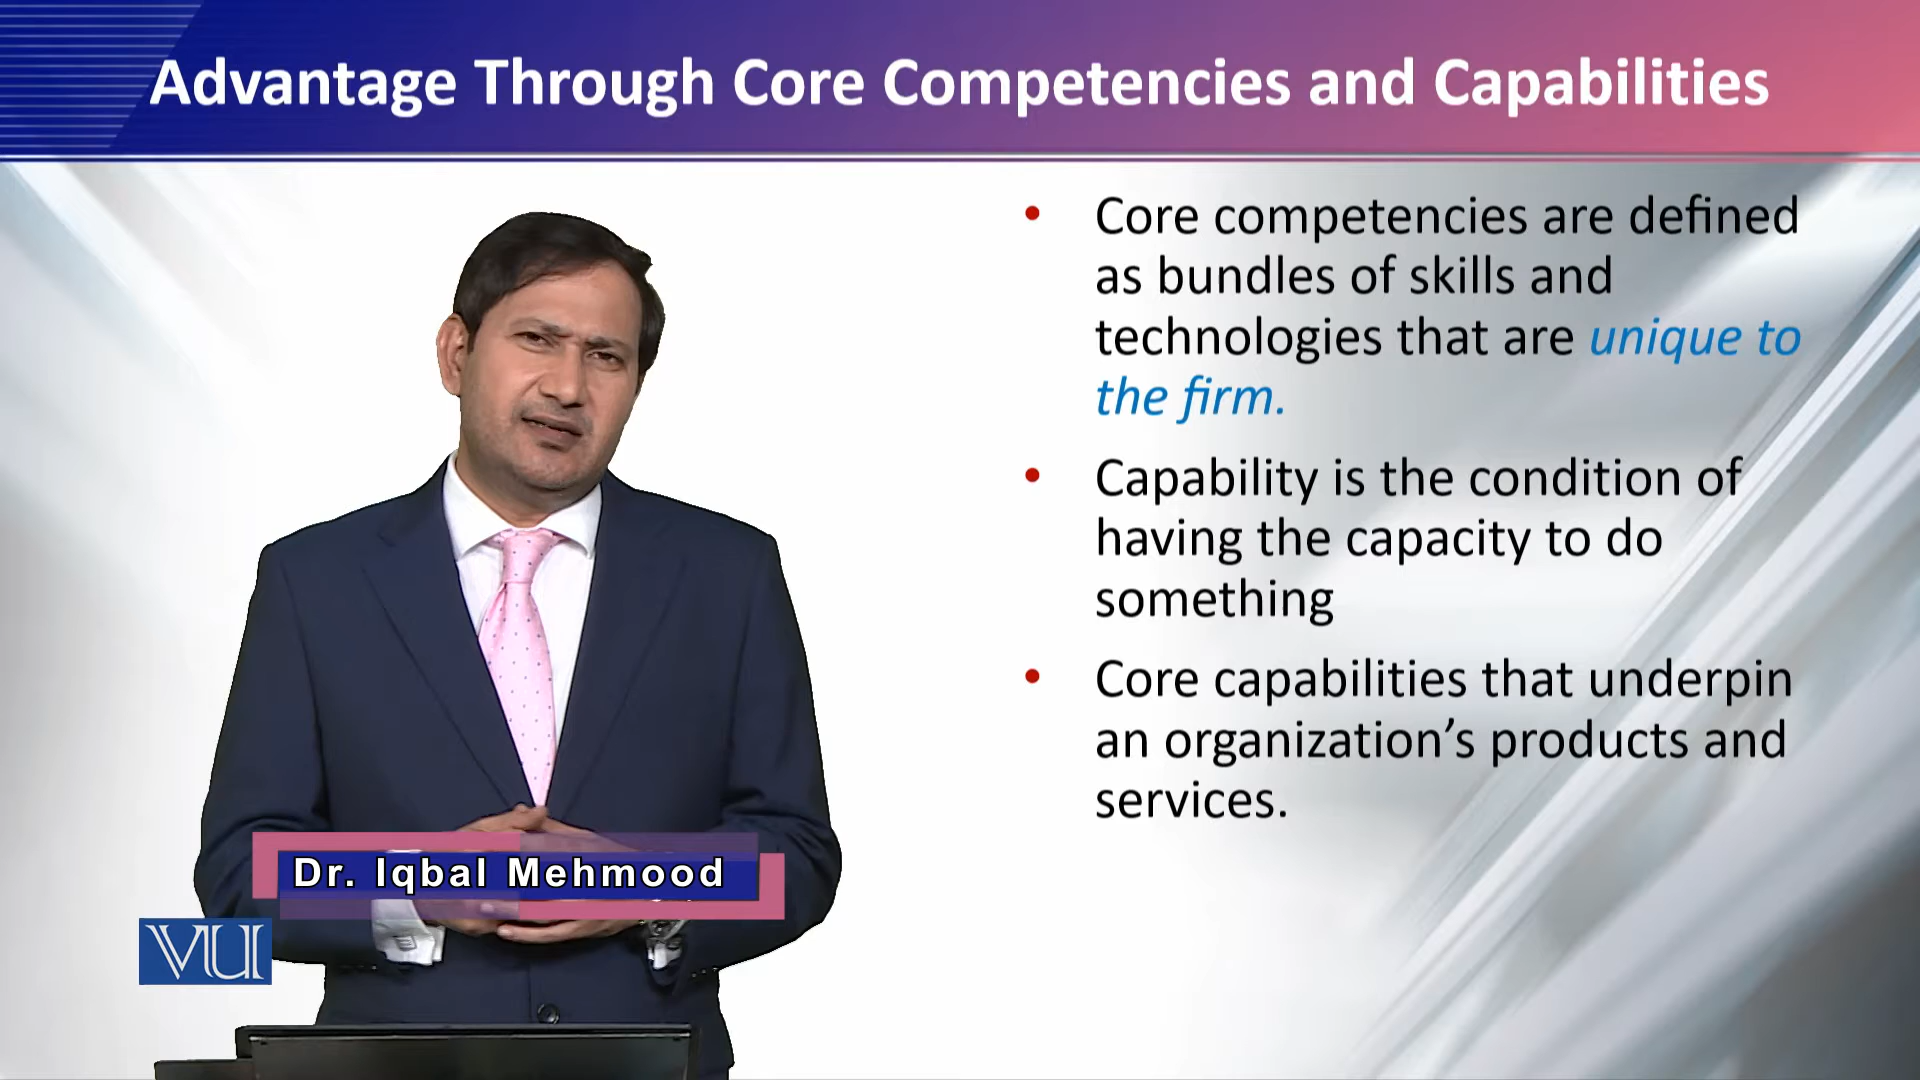 Advantage Through Core Competencies and Capabilities
• Core competencies are defined
as bundles of skills and
technologies that are unique to
the firm.
• Capability is the condition of
having the capacity to do
something
• Core capabilities that underpin
an organization’s products and
services.
Dr. Iqbal Mehmood
VU